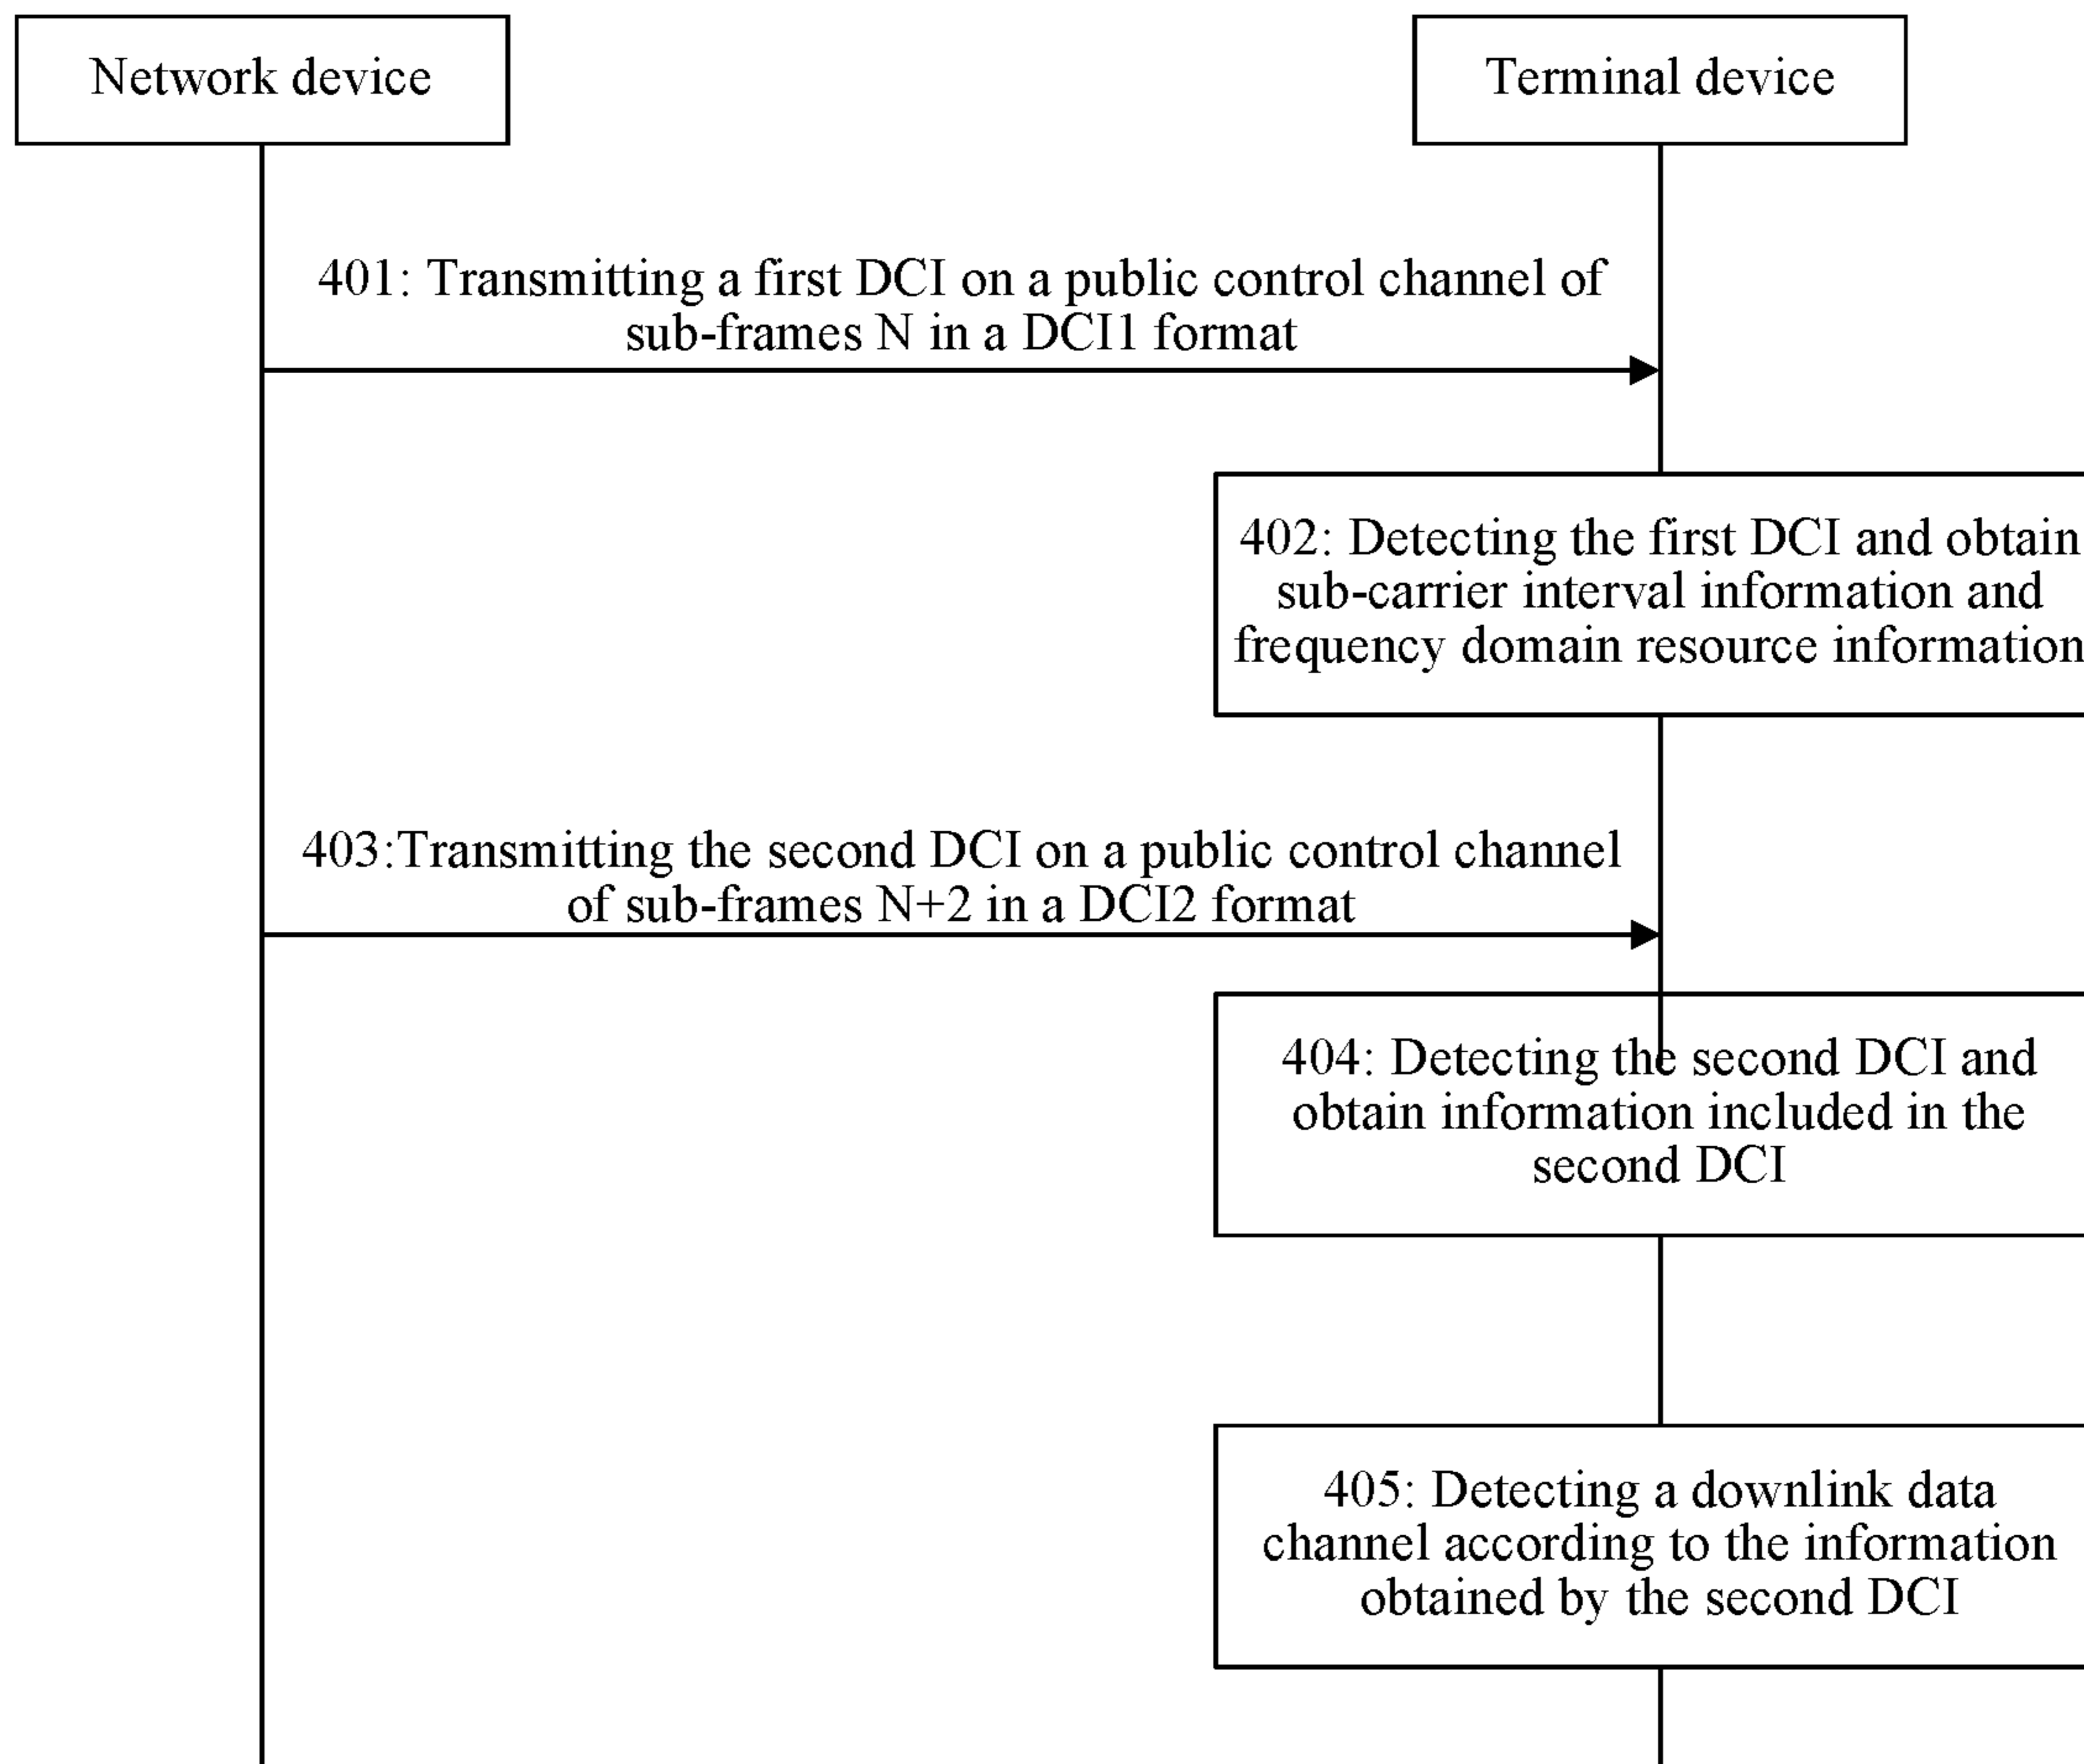 Network device
Terminal device
401: Transmitting a first DCI on a public control channel of
sub-frames N in a DCI1 format
402: Detecting the first DCI and obtain
sub-carrier interval information and
frequency domain resource information
403:Transmitting the second DCI on a public control channel
of sub-frames N+2 in a DCI2 format
404: Detecting the second DCI and
obtain information included in the
second DCI
405: Detecting a downlink data
channel according to the information
obtained by the second DCI